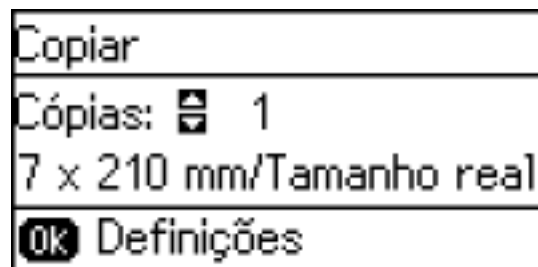 Copiar
Cópias: 1
7 x 210 mm/Tamanho real
OK Definições